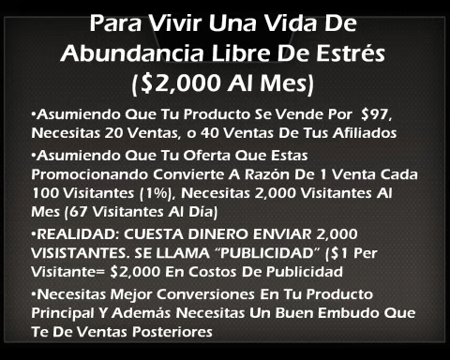 Para Vivir Una Vida De
Abundancia Libre De Estrés
($2,000 Al Mes)
•Asumiendo Que Tu Producto Se Vende Por $97,
Necesitas 20 Ventas, o 40 Ventas De Tus Afiliados
•Asumiendo Que Tu Oferta Que Estas
Promocionando Convierte A Razón De 1 Venta Cada
100 Visitantes (1%), Necesitas 2,000 Visitantes Al
Mes (67 Visitantes Al Día)
•REALIDAD: CUESTA DINERO ENVIAR 2,000
VISISTANTES. SE LLAMA “PUBLICIDAD” ($1 Per
Visitante= $2,000 En Costos De Publicidad
•Necesitas Mejor Conversiones En Tu Producto
Principal Y Además Necesitas Un Buen Embudo Que
Te De Ventas Posteriores